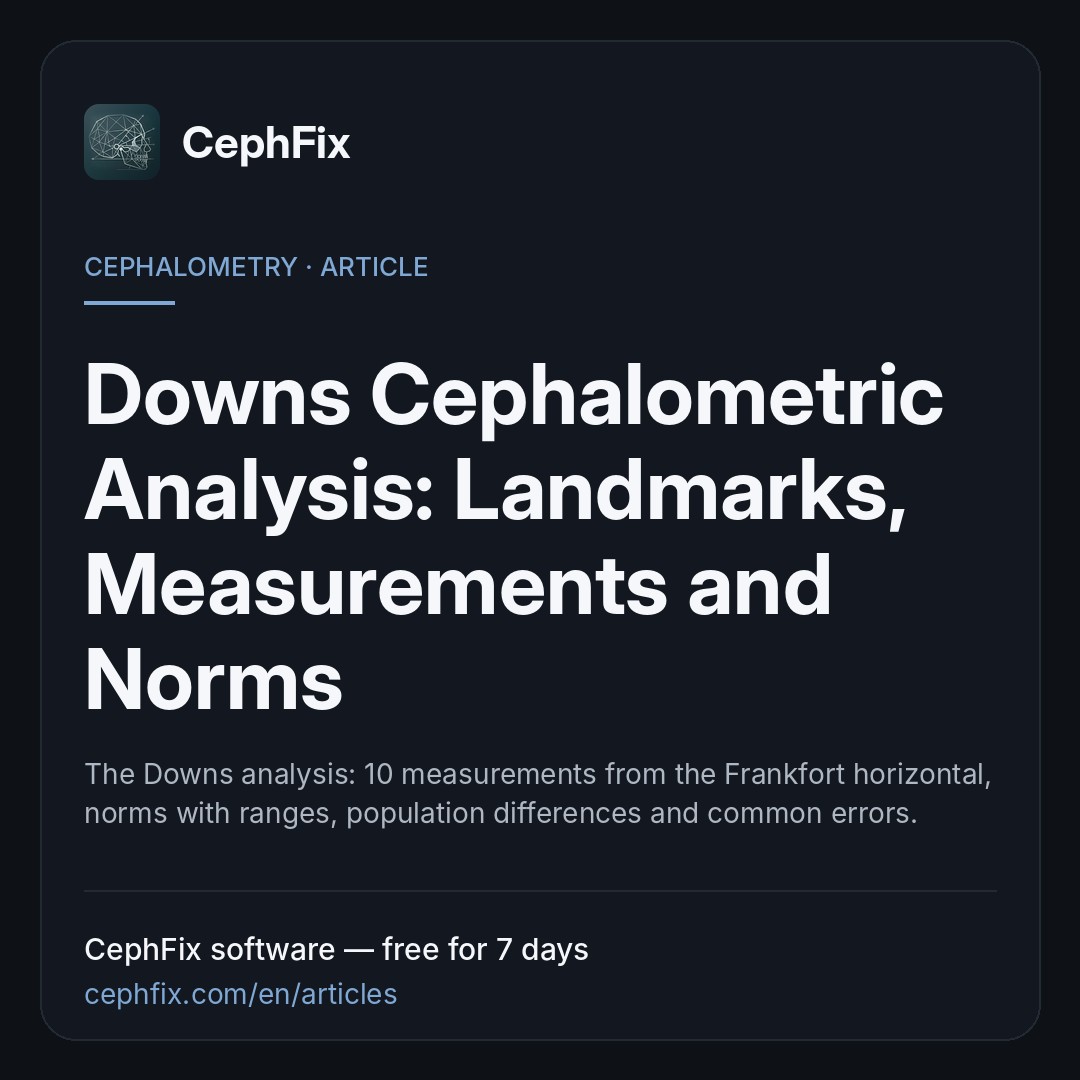 CephFix
CEPHALOMETRY · ARTICLE
Downs Cephalometric
Analysis: Landmarks,
Measurements and
Norms
The Downs analysis: 10 measurements from the Frankfort horizontal,
norms with ranges, population differences and common errors.
CephFix software — free for 7 days
cephfix.com/en/articles